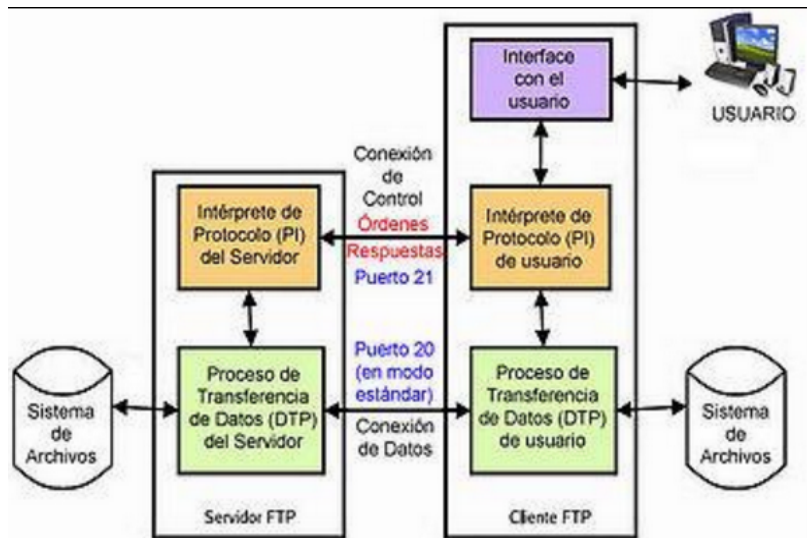 Interface
con el
usuario
USUARIO
Conexión
de
Control
Órdenes
Respuestas
Puerto 21
Intérprete de
Protocolo (PI)
del Servidor
Intérprete de
Protocolo (PI)
de usuario
Puerto 20
(en modo
estándar)
Conexión
de Datos
Sistema
de
Archivos
Proceso de
Transferencia
de Datos (DTP)
del Servidor
Proceso de
Transferencia
de Datos (DTP)
de usuario
Sistema
de
Archivos
Servidor FTP
Cliente FTP